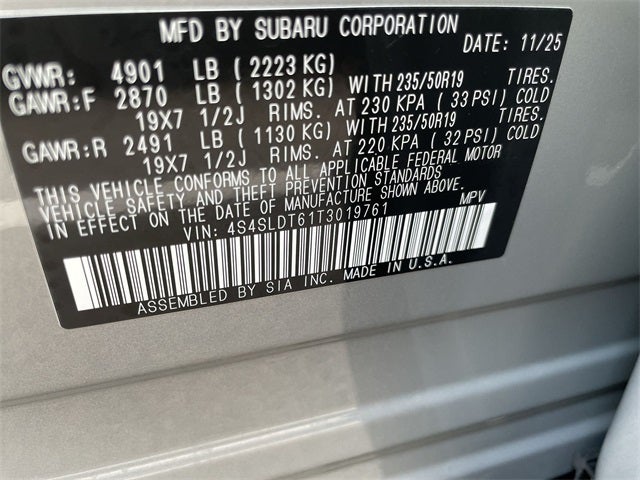 MFD BY SUBARU CORPORATION
DATE: 11/25
GVWR: 4901 LB ( 2223 KG)
GAWR:F 2870 LB ( 1302 KG) WITH 235/50R19 TIRES.
19X7 1/2J RIMS. AT 230 KPA ( 33 PSI) COLD
GAWR:R 2491 LB ( 1130 KG) WITH 235/50R19 TIRES.
19X7 1/2J RIMS. AT 220 KPA ( 32 PSI) COLD
THIS VEHICLE CONFORMS TO ALL APPLICABLE FEDERAL MOTOR
VEHICLE SAFETY AND THEFT PREVENTION STANDARDS
IN EFFECT ON THE DATE OF MANUFACTURE SHOWN ABOVE.
VIN: 4S4SLDT61T3019761 MPV
ASSEMBLED BY SIA INC. MADE IN U.S.A.